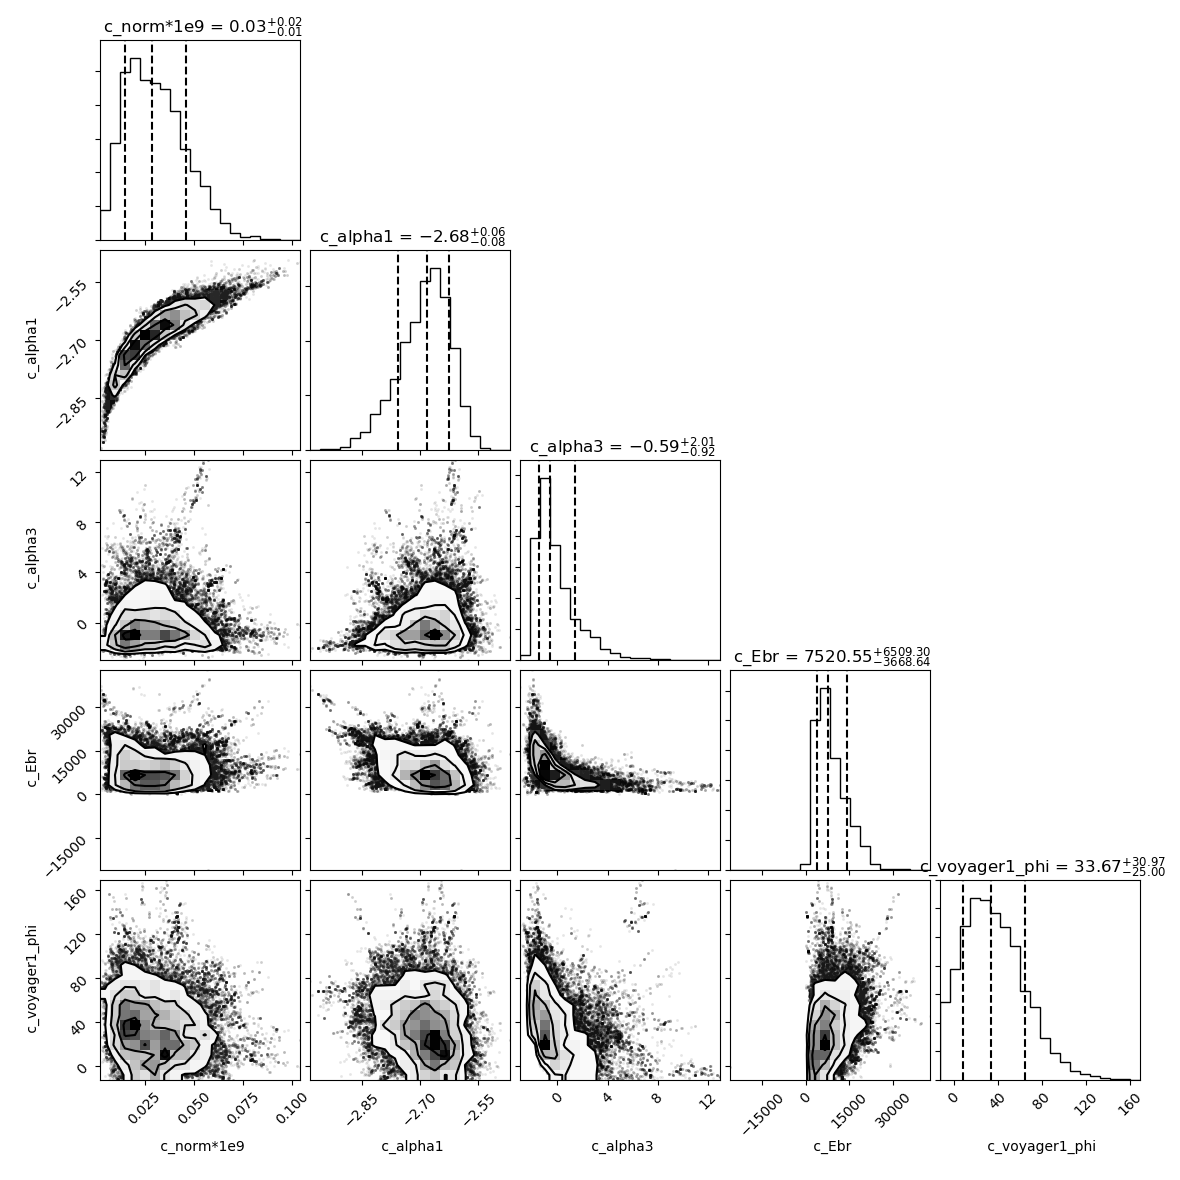 c_norm*1e9 = 0.03+0.02−0.01
c_alpha1 = −2.68+0.06−0.08
−2.55
−2.70
−2.85
c_alpha1
c_alpha3 = −0.59+2.01−0.92
12
8
4
0
c_alpha3
c_Ebr = 7520.55+6509.30−3668.64
30000
15000
0
−15000
c_Ebr
c_voyager1_phi = 33.67+30.97−25.00
160
120
80
40
0
c_voyager1_phi
0.025 0.050 0.075 0.100 −2.85 −2.70 −2.55 0 4 8 12 −15000 0 15000 30000 0 40 80 120 160
c_norm*1e9 c_alpha1 c_alpha3 c_Ebr c_voyager1_phi